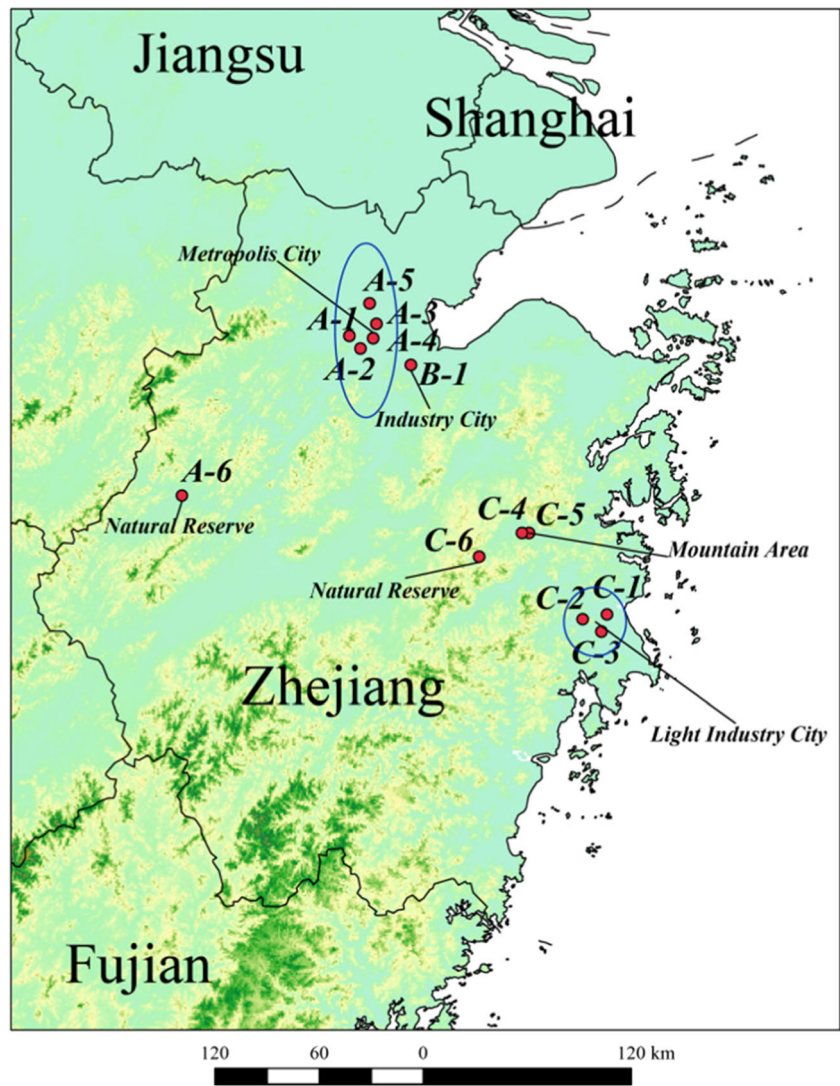 Jiangsu
Shanghai
Metropolis City
A-5
A-3
A-1
A-4
A-2
B-1
Industry City
A-6
Natural Reserve
C-4
C-5
C-6
Mountain Area
Natural Reserve
C-2
C-1
C-3
Zhejiang
Light Industry City
Fujian
120 60 0 120 km